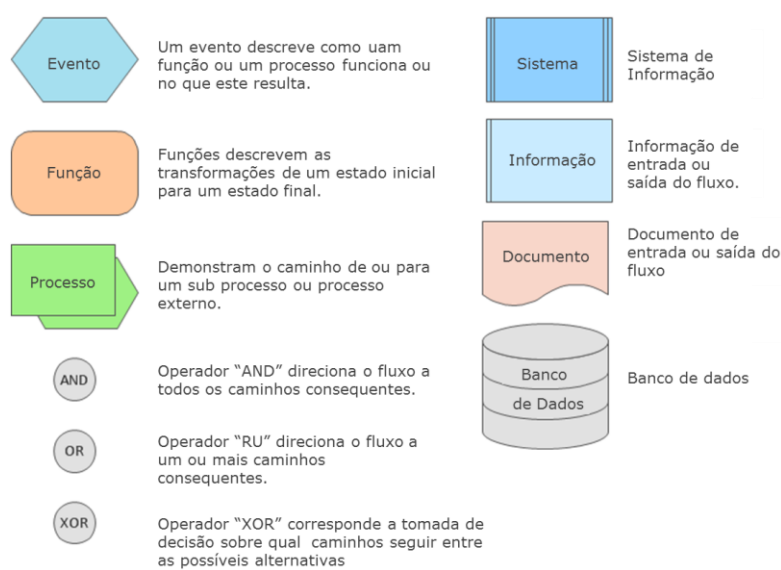 Evento
Um evento descreve como uam
função ou um processo funciona ou
no que este resulta.
Função
Funções descrevem as
transformações de um estado inicial
para um estado final.
Processo
Demonstram o caminho de ou para
um sub processo ou processo
externo.
AND
Operador “AND” direciona o fluxo a
todos os caminhos consequentes.
OR
Operador “RU” direciona o fluxo a
um ou mais caminhos
consequentes.
XOR
Operador “XOR” corresponde a tomada de
decisão sobre qual caminhos seguir entre
as possíveis alternativas
Sistema
Sistema de
Informação
Informação
Informação de
entrada ou
saída do fluxo.
Documento
Documento de
entrada ou saída do
fluxo
Banco
de Dados
Banco de dados